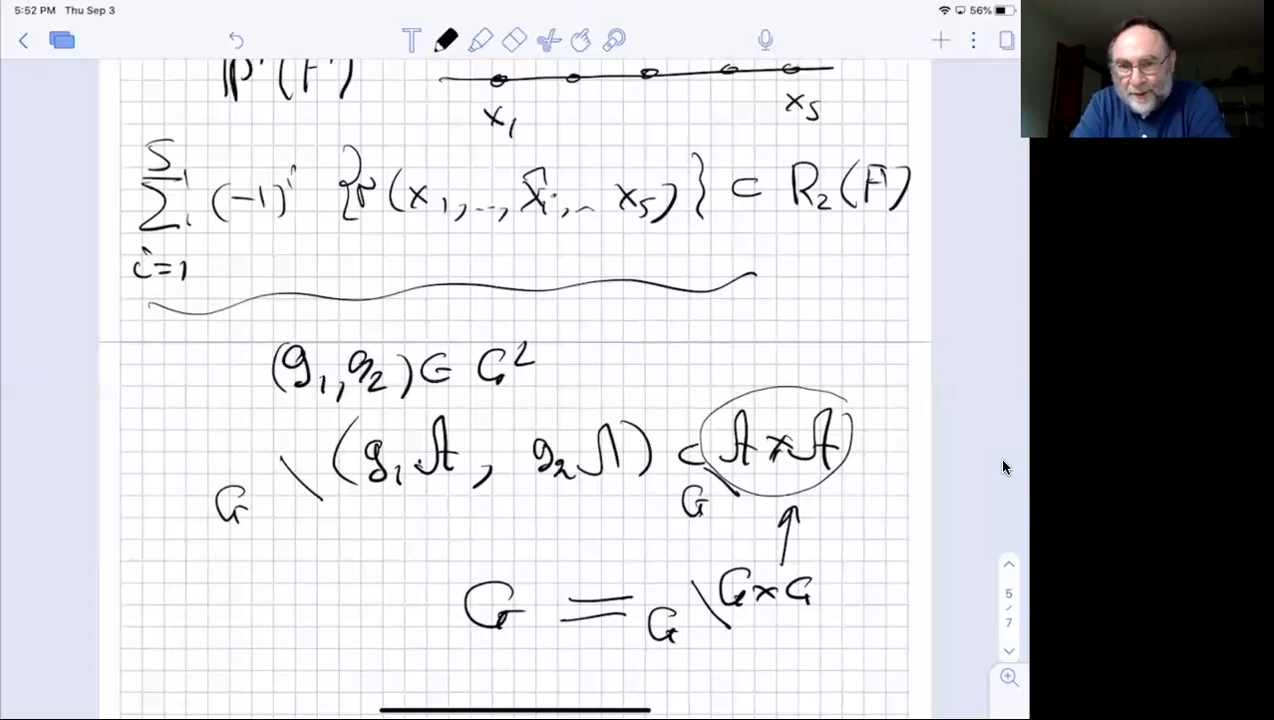 5:52 PM Thu Sep 3
56%
T
P¹(F)
x₁ x₅
5
∑ (-1)ⁱ {r(x₁,..,x̂ᵢ,.. x₅)} ⊂ R₂(F)
i=1
(g₁,g₂) ∈ G²
G \ (g₁A, g₂A) ⊂ G \ A × A
G = G \ G×G
5
/
7